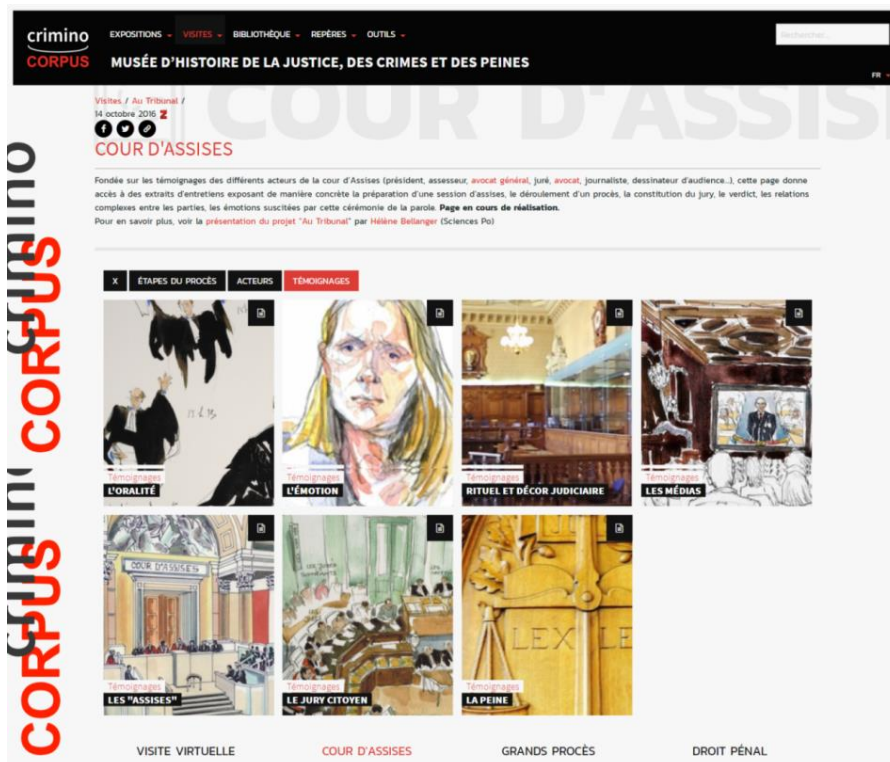 crimino
CORPUS
EXPOSITIONS
VISITES
BIBLIOTHÈQUE
REPÈRES
OUTILS
Rechercher...
MUSÉE D'HISTOIRE DE LA JUSTICE, DES CRIMES ET DES PEINES
FR
COUR D'ASSISE
Visites / Au Tribunal /
14 octobre 2016
COUR D'ASSISES
Fondée sur les témoignages des différents acteurs de la cour d'Assises (président, assesseur, avocat général, juré, avocat, journaliste, dessinateur d'audience...), cette page donne
accès à des extraits d'entretiens exposant de manière concrète la préparation d'une session d'assises, le déroulement d'un procès, la constitution du jury, le verdict, les relations
complexes entre les parties, les émotions suscitées par cette cérémonie de la parole. Page en cours de réalisation.
Pour en savoir plus, voir la présentation du projet "Au Tribunal" par Hélène Bellanger (Sciences Po)
crimino
CORPUS
crimino
CORPUS
X
ÉTAPES DU PROCÈS
ACTEURS
TÉMOIGNAGES
Témoignages
L'ORALITÉ
Témoignages
L'ÉMOTION
Témoignages
RITUEL ET DÉCOR JUDICIAIRE
Témoignages
LES MÉDIAS
COUR D'ASSISES
Témoignages
LES "ASSISES"
Témoignages
LE JURY CITOYEN
LEX
LE
Témoignages
LA PEINE
VISITE VIRTUELLE
COUR D'ASSISES
GRANDS PROCÈS
DROIT PÉNAL